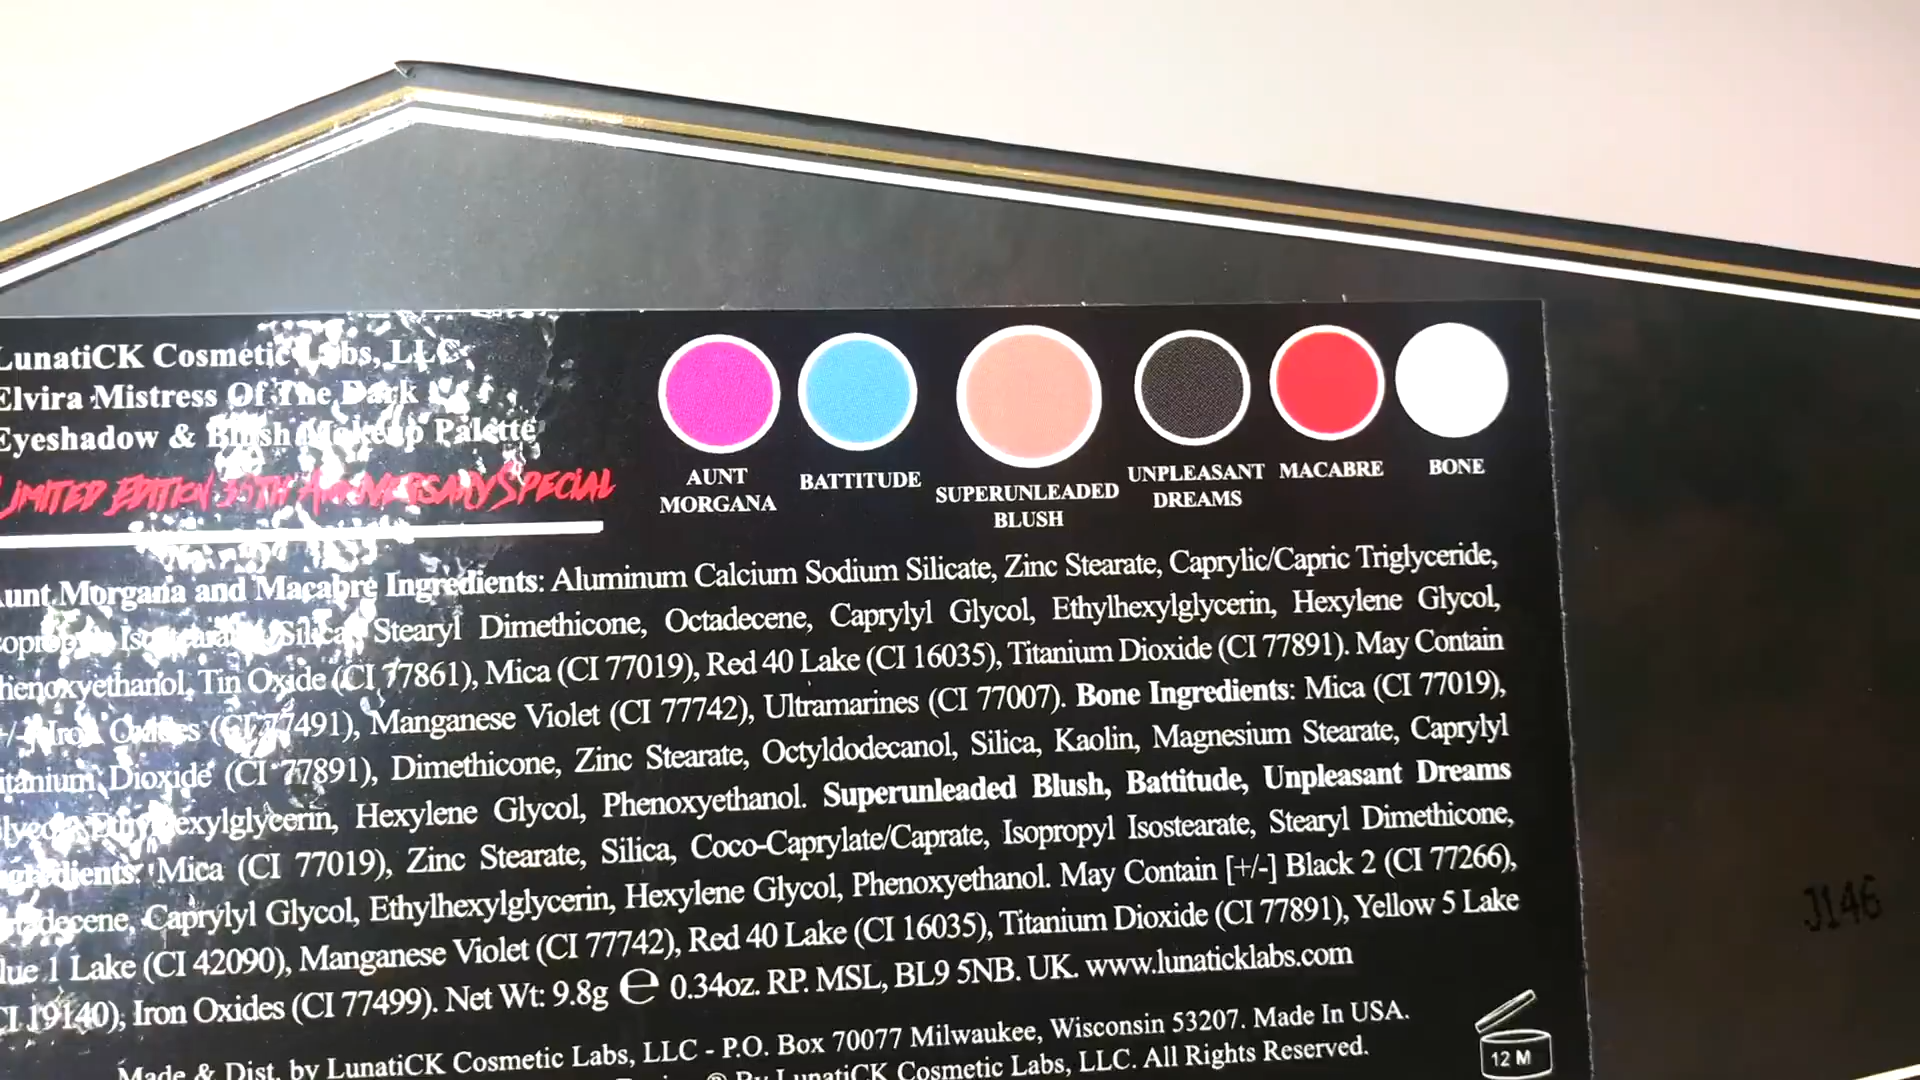 LunatiCK Cosmetic Labs, LLC
Elvira Mistress Of The Dark
Eyeshadow & Blush Makeup Palette
LIMITED EDITION 35TH ANNIVERSARY SPECIAL
AUNT MORGANA
BATTITUDE
SUPERUNLEADED BLUSH
UNPLEASANT DREAMS
MACABRE
BONE
Aunt Morgana and Macabre Ingredients: Aluminum Calcium Sodium Silicate, Zinc Stearate, Caprylic/Capric Triglyceride,
Silica, Stearyl Dimethicone, Octadecene, Caprylyl Glycol, Ethylhexylglycerin, Hexylene Glycol,
henoxyethanol, Tin Oxide (CI 77861), Mica (CI 77019), Red 40 Lake (CI 16035), Titanium Dioxide (CI 77891). May Contain
Iron Oxides (CI 77491), Manganese Violet (CI 77742), Ultramarines (CI 77007). Bone Ingredients: Mica (CI 77019),
itanium Dioxide (CI 77891), Dimethicone, Zinc Stearate, Octyldodecanol, Silica, Kaolin, Magnesium Stearate, Caprylyl
Hexylene Glycol, Phenoxyethanol. Superunleaded Blush, Battitude, Unpleasant Dreams
ngredients: Mica (CI 77019), Zinc Stearate, Silica, Coco-Caprylate/Caprate, Isopropyl Isostearate, Stearyl Dimethicone,
tadecene, Caprylyl Glycol, Ethylhexylglycerin, Hexylene Glycol, Phenoxyethanol. May Contain [+/-] Black 2 (CI 77266),
lue 1 Lake (CI 42090), Manganese Violet (CI 77742), Red 40 Lake (CI 16035), Titanium Dioxide (CI 77891), Yellow 5 Lake
CI 19140), Iron Oxides (CI 77499). Net Wt: 9.8g ℮ 0.34oz. RP. MSL, BL9 5NB. UK. www.lunaticklabs.com
Made & Dist. by LunatiCK Cosmetic Labs, LLC - P.O. Box 70077 Milwaukee, Wisconsin 53207. Made In USA.
® By LunatiCK Cosmetic Labs, LLC. All Rights Reserved.
12 M
J146